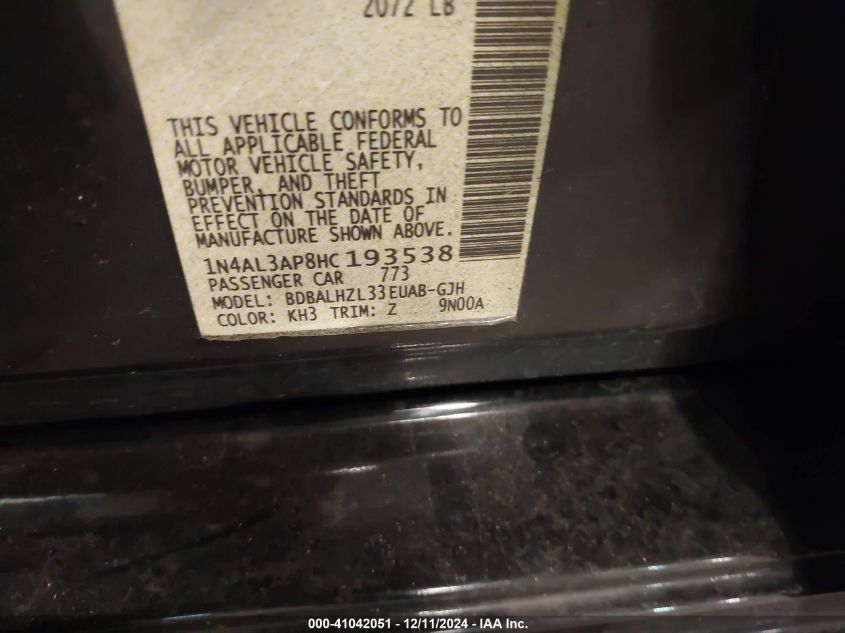 2072 LB
THIS VEHICLE CONFORMS TO
ALL APPLICABLE FEDERAL
MOTOR VEHICLE SAFETY,
BUMPER, AND THEFT
PREVENTION STANDARDS IN
EFFECT ON THE DATE OF
MANUFACTURE SHOWN ABOVE.
1N4AL3AP8HC193538
PASSENGER CAR 773
MODEL: BDBALHZL33EUAB-GJH
COLOR: KH3 TRIM: Z 9N00A
000-41042051 - 12/11/2024 - IAA Inc.